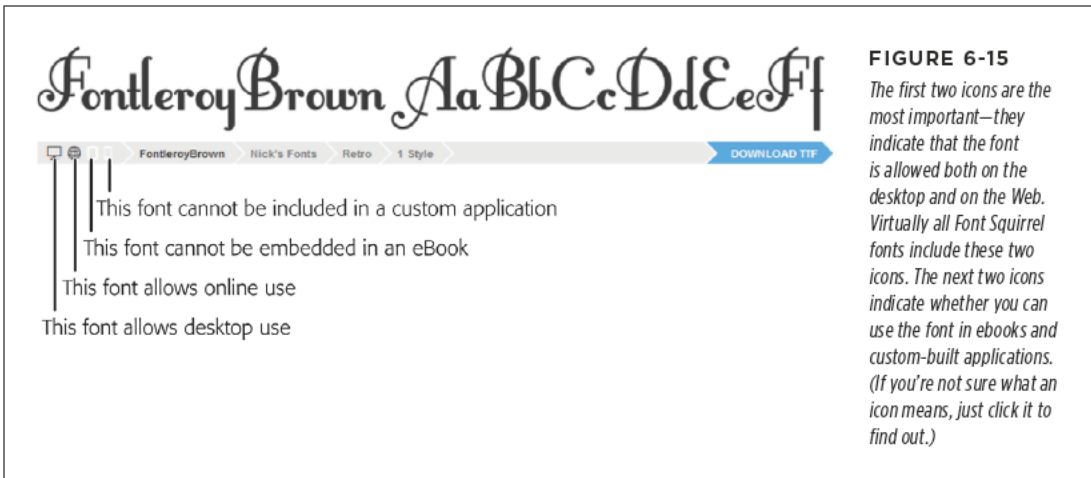 FontleroyBrown AaBbCcDdEeFf
FontleroyBrown Nick's Fonts Retro 1 Style DOWNLOAD TTF
This font cannot be included in a custom application
This font cannot be embedded in an eBook
This font allows online use
This font allows desktop use
FIGURE 6-15
The first two icons are the
most important—they
indicate that the font
is allowed both on the
desktop and on the Web.
Virtually all Font Squirrel
fonts include these two
icons. The next two icons
indicate whether you can
use the font in ebooks and
custom-built applications.
(If you're not sure what an
icon means, just click it to
find out.)